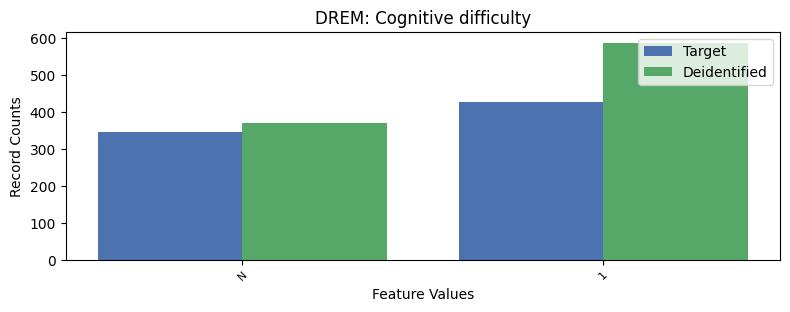 DREM: Cognitive difficulty
Target
Deidentified
Record Counts
600
500
400
300
200
100
0
N
1
Feature Values